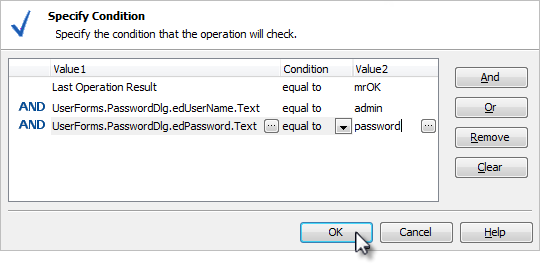 Specify Condition
Specify the condition that the operation will check.
Value1 Condition Value2
Last Operation Result equal to mrOK
AND UserForms.PasswordDlg.edUserName.Text equal to admin
AND UserForms.PasswordDlg.edPassword.Text ... equal to password ...
And
Or
Remove
Clear
OK Cancel Help